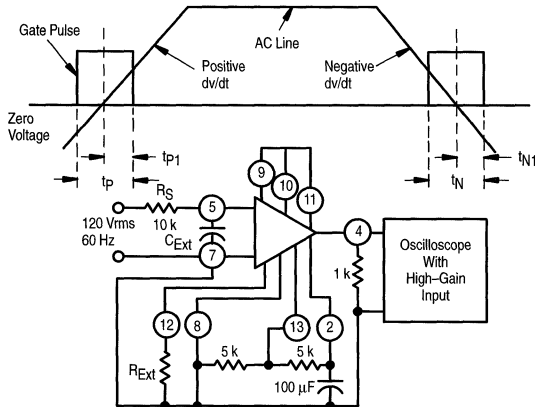 Gate Pulse
AC Line
Positive
dv/dt
Negative
dv/dt
Zero
Voltage
tP1
tP
tN1
tN
9
10
11
RS
5
10 k
120 Vrms
60 Hz
CExt
7
4
1 k
Oscilloscope
With
High–Gain
Input
12
8
13
2
RExt
5 k
5 k
100 µF